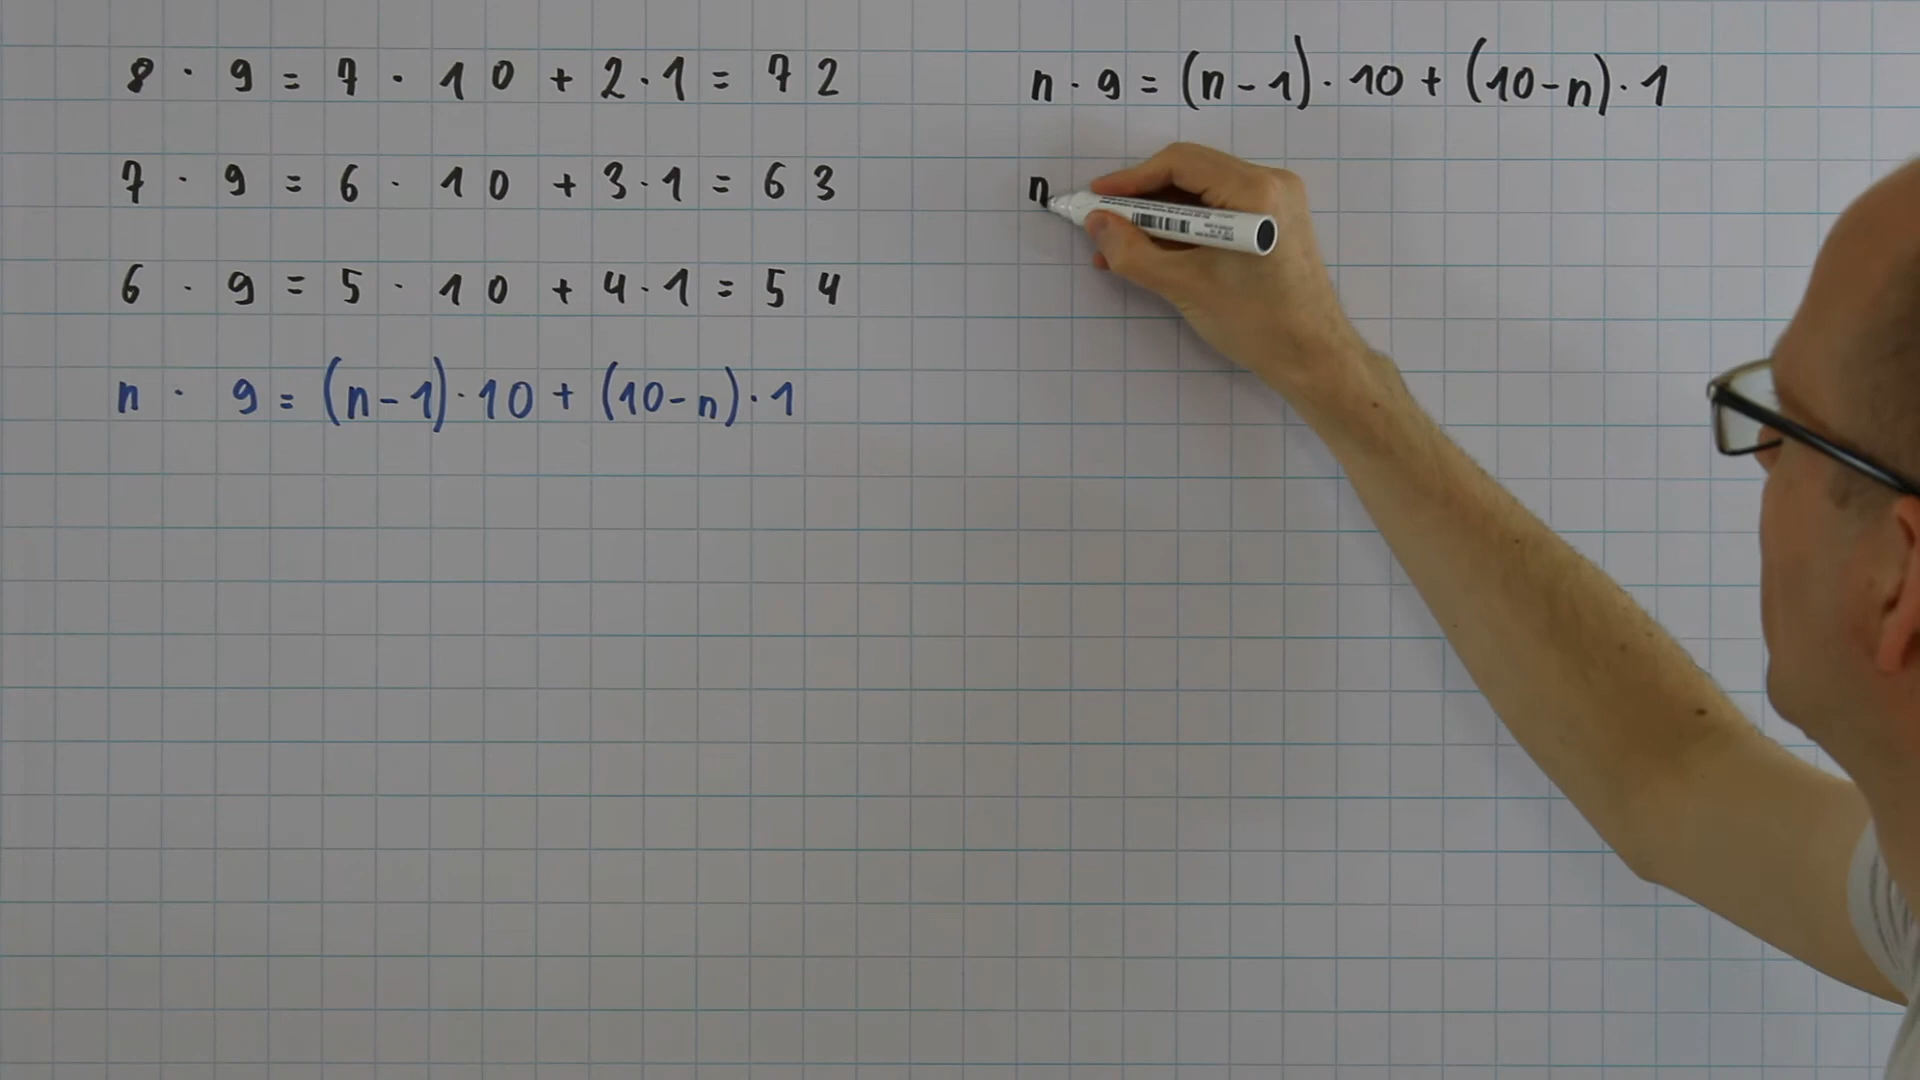 8 · 9 = 7 · 10 + 2 · 1 = 72
7 · 9 = 6 · 10 + 3 · 1 = 63
6 · 9 = 5 · 10 + 4 · 1 = 54
n · 9 = (n-1) · 10 + (10-n) · 1
n · 9 = (n-1) · 10 + (10-n) · 1
n